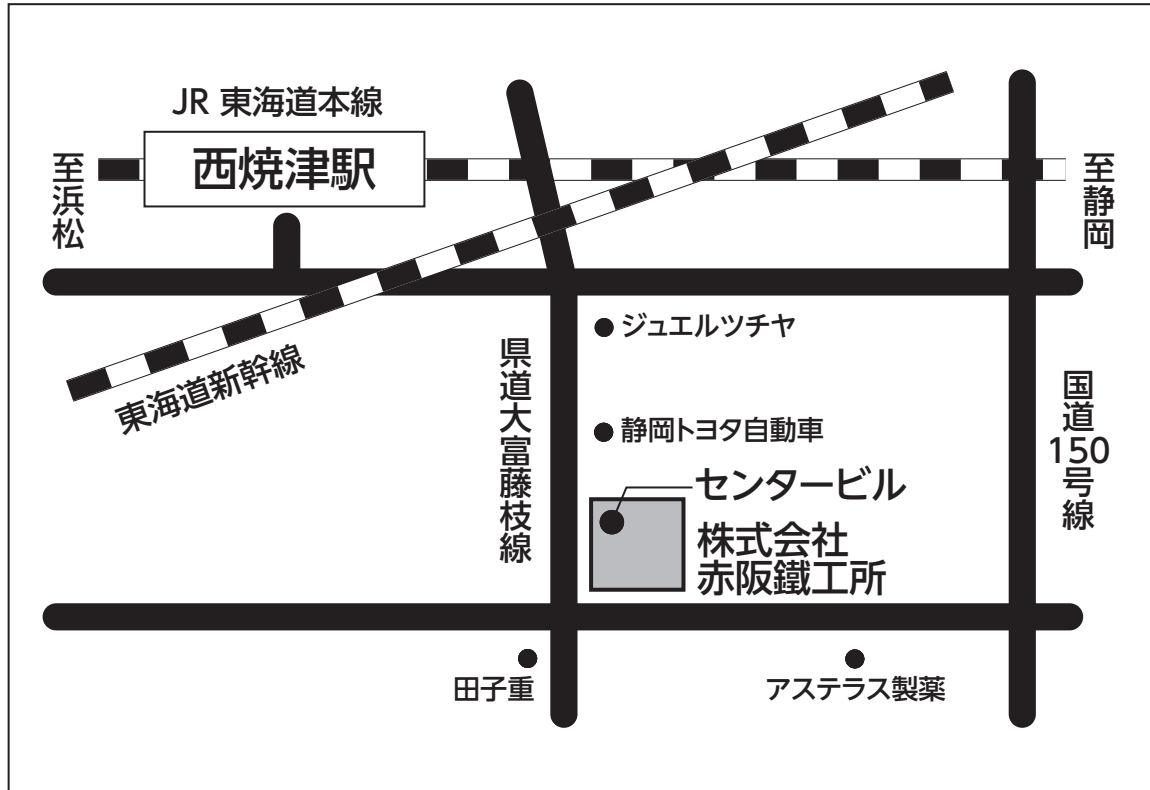 JR 東海道本線
西焼津駅
至浜松
至静岡
東海道新幹線
県道大富藤枝線
ジュエルツチヤ
静岡トヨタ自動車
センタービル
株式会社
赤阪鐵工所
国道150号線
田子重
アステラス製薬